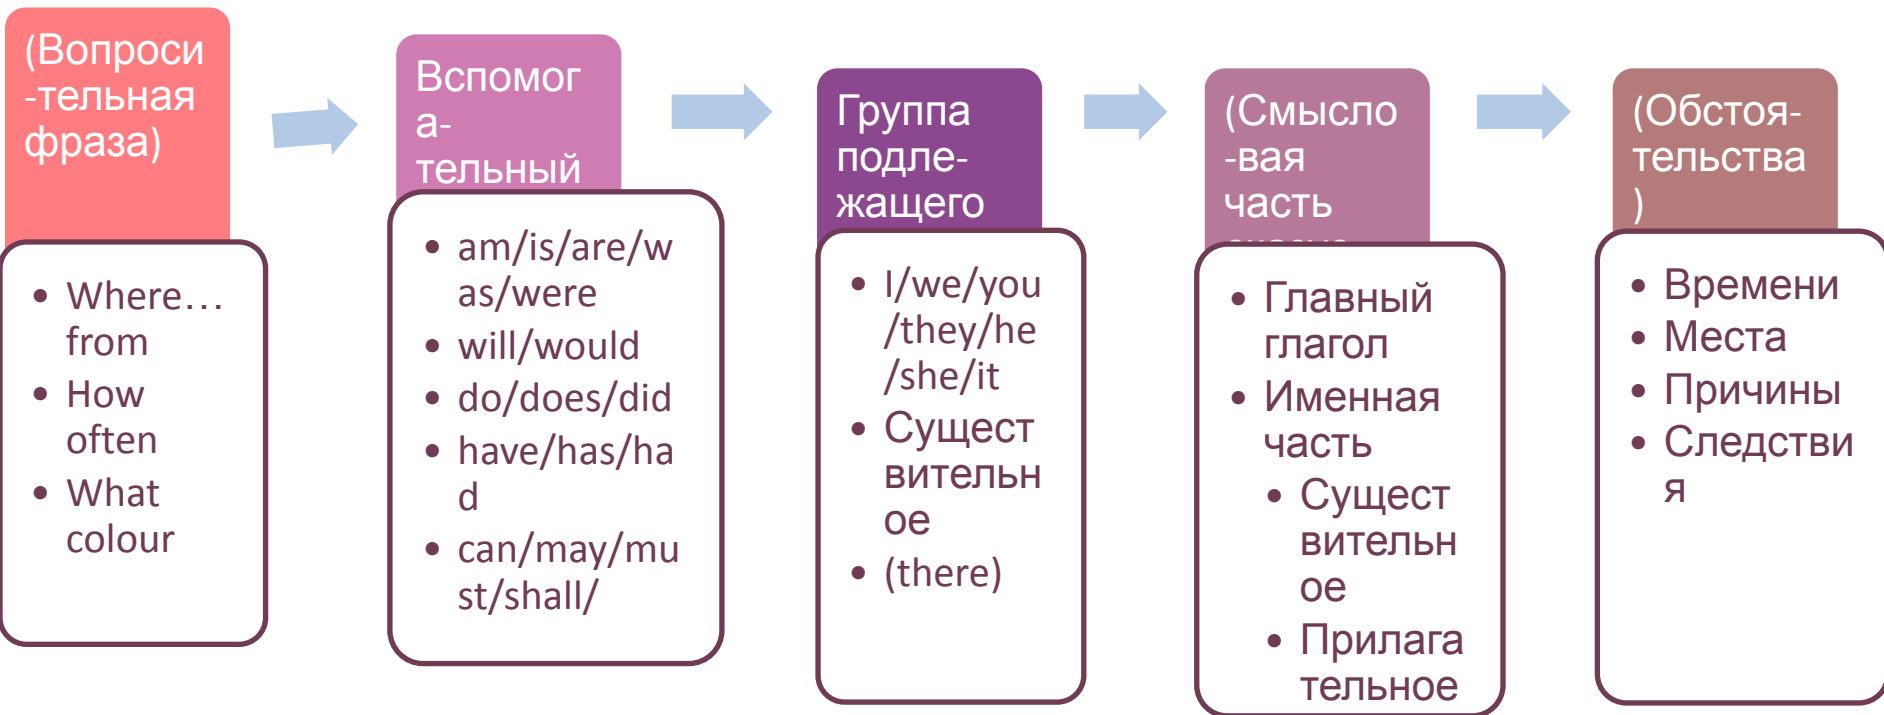 (Вопроси
-тельная
фраза)
• Where…
from
• How
often
• What
colour
Вспомог
а-
тельный
• am/is/are/w
as/were
• will/would
• do/does/did
• have/has/ha
d
• can/may/mu
st/shall/
Группа
подле-
жащего
• I/we/you
/they/he
/she/it
• Сущест
вительн
ое
• (there)
(Смысло
-вая
часть
• Главный
глагол
• Именная
часть
• Сущест
вительн
ое
• Прилага
тельное
(Обстоя-
тельства
)
• Времени
• Места
• Причины
• Следстви
я